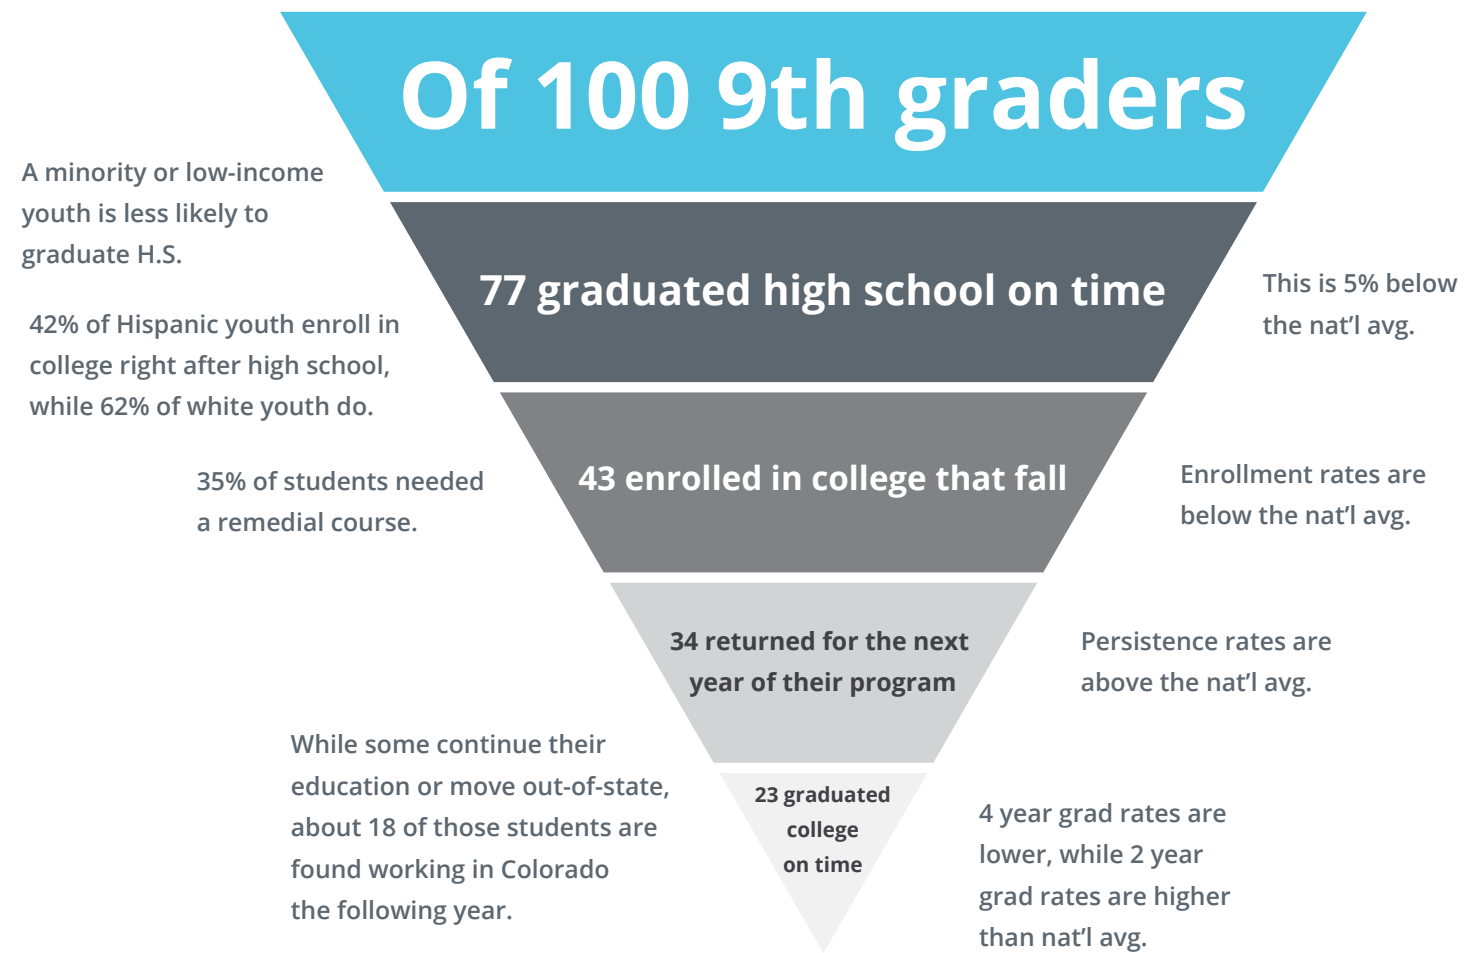 Of 100 9th graders
A minority or low-income
youth is less likely to
graduate H.S.
77 graduated high school on time
This is 5% below
the nat’l avg.
42% of Hispanic youth enroll in
college right after high school,
while 62% of white youth do.
43 enrolled in college that fall
35% of students needed
a remedial course.
Enrollment rates are
below the nat’l avg.
34 returned for the next
year of their program
Persistence rates are
above the nat’l avg.
While some continue their
education or move out-of-state,
about 18 of those students are
found working in Colorado
the following year.
23 graduated
college
on time
4 year grad rates are
lower, while 2 year
grad rates are higher
than nat’l avg.